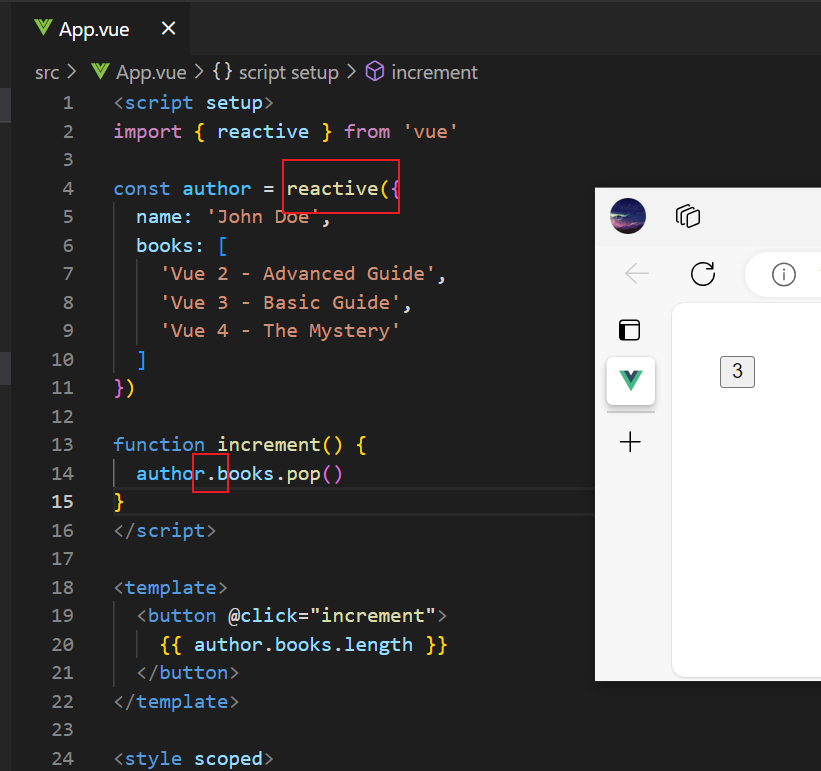 App.vue
src > App.vue > {} script setup > increment
1 <script setup>
2 import { reactive } from 'vue'
3
4 const author = reactive({
5 name: 'John Doe',
6 books: [
7 'Vue 2 - Advanced Guide',
8 'Vue 3 - Basic Guide',
9 'Vue 4 - The Mystery'
10 ]
11 })
12
13 function increment() {
14 author.books.pop()
15 }
16 </script>
17
18 <template>
19 <button @click="increment">
20 {{ author.books.length }}
21 </button>
22 </template>
23
24 <style scoped>
3